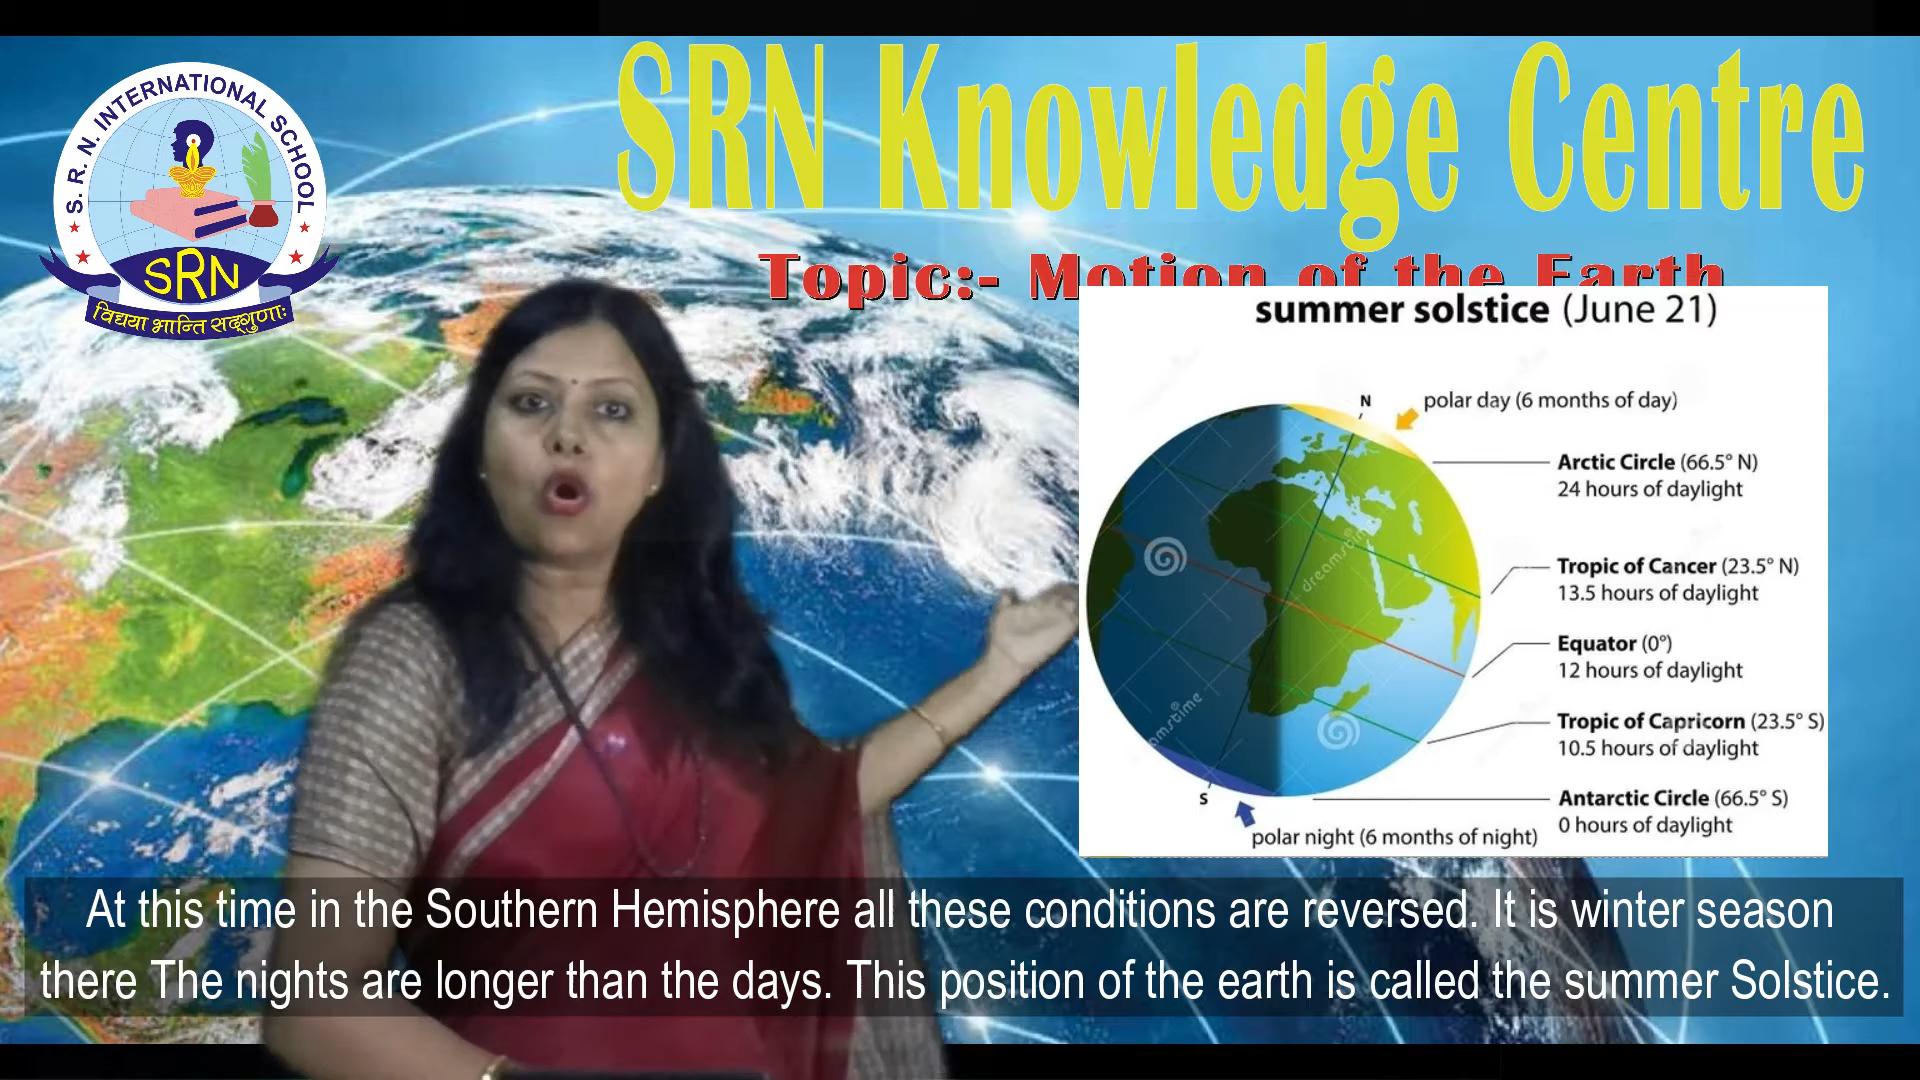 SRN Knowledge Centre
S. R. N. INTERNATIONAL SCHOOL
SRN
विद्यया भान्ति सद्गुणाः
Topic:- Motion of the Earth
summer solstice (June 21)
N
polar day (6 months of day)
Arctic Circle (66.5° N)
24 hours of daylight
Tropic of Cancer (23.5° N)
13.5 hours of daylight
Equator (0°)
12 hours of daylight
Tropic of Capricorn (23.5° S)
10.5 hours of daylight
Antarctic Circle (66.5° S)
0 hours of daylight
S
polar night (6 months of night)
dreamstime
amstime
At this time in the Southern Hemisphere all these conditions are reversed. It is winter season
there The nights are longer than the days. This position of the earth is called the summer Solstice.